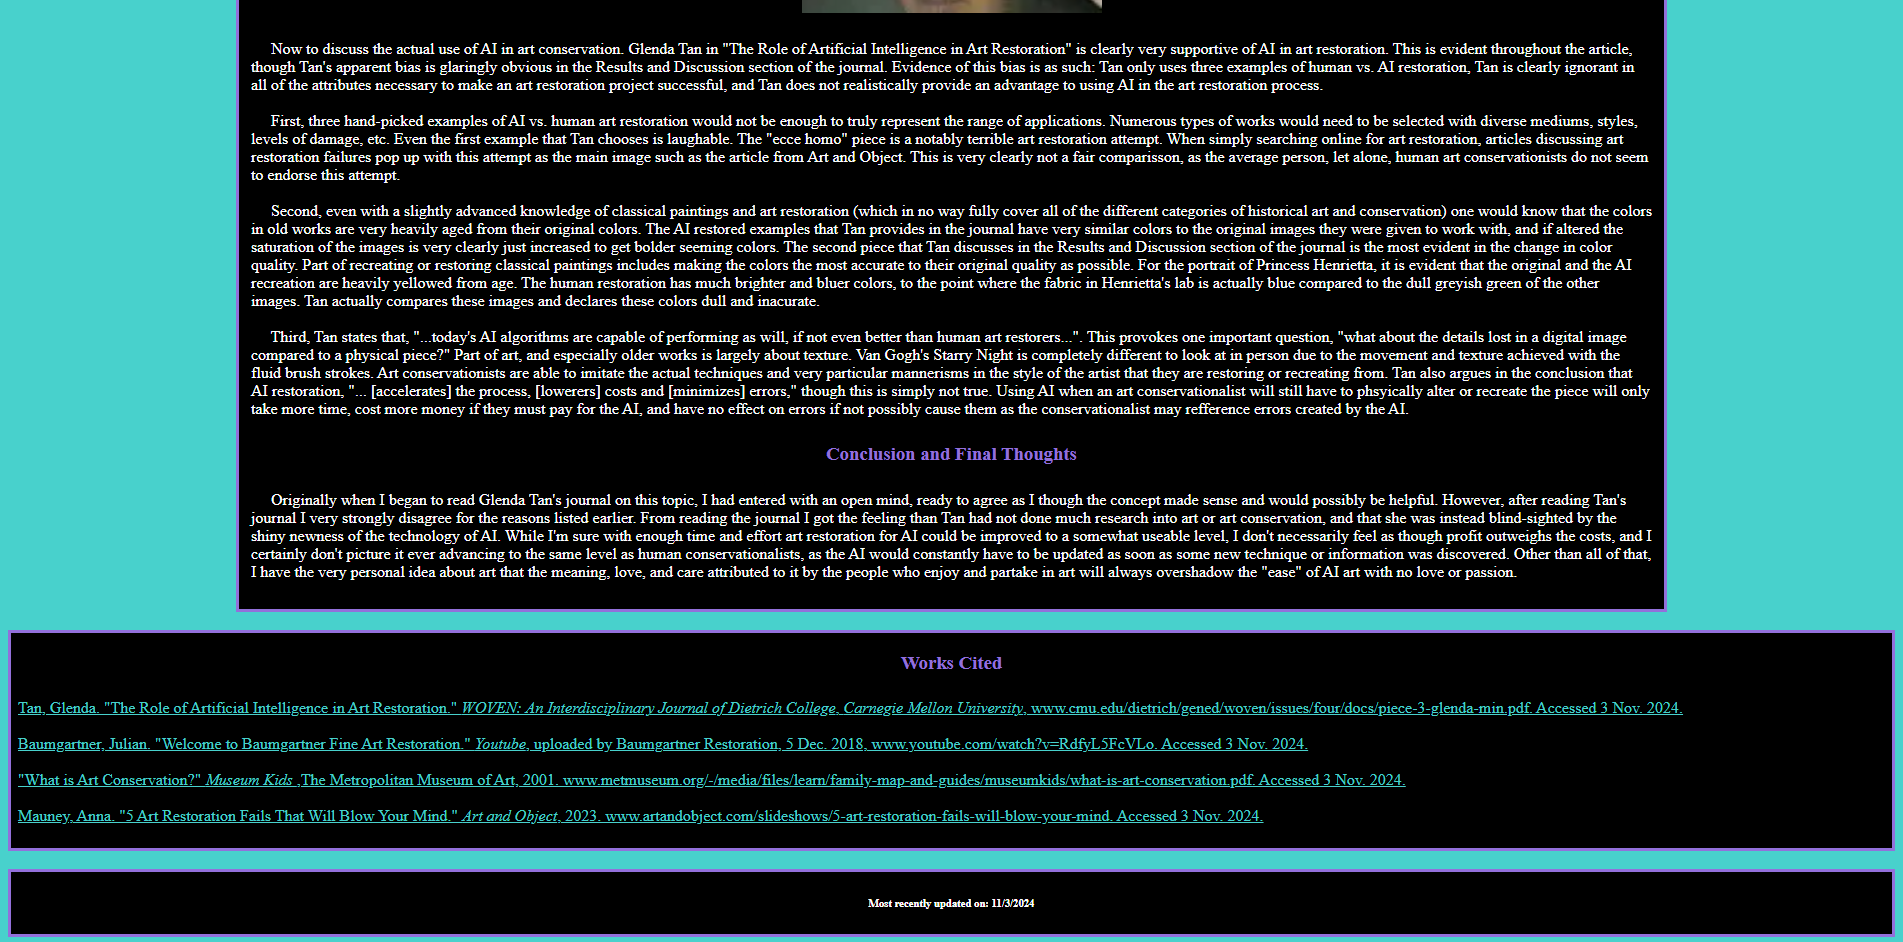 Now to discuss the actual use of AI in art conservation. Glenda Tan in "The Role of Artificial Intelligence in Art Restoration" is clearly very supportive of AI in art restoration. This is evident throughout the article,
though Tan's apparent bias is glaringly obvious in the Results and Discussion section of the journal. Evidence of this bias is as such: Tan only uses three examples of human vs. AI restoration, Tan is clearly ignorant in
all of the attributes necessary to make an art restoration project successful, and Tan does not realistically provide an advantage to using AI in the art restoration process.
First, three hand-picked examples of AI vs. human art restoration would not be enough to truly represent the range of applications. Numerous types of works would need to be selected with diverse mediums, styles,
levels of damage, etc. Even the first example that Tan chooses is laughable. The "ecce homo" piece is a notably terrible art restoration attempt. When simply searching online for art restoration, articles discussing art
restoration failures pop up with this attempt as the main image such as the article from Art and Object. This is very clearly not a fair comparisson, as the average person, let alone, human art conservationists do not seem
to endorse this attempt.
Second, even with a slightly advanced knowledge of classical paintings and art restoration (which in no way fully cover all of the different categories of historical art and conservation) one would know that the colors
in old works are very heavily aged from their original colors. The AI restored examples that Tan provides in the journal have very similar colors to the original images they were given to work with, and if altered the
saturation of the images is very clearly just increased to get bolder seeming colors. The second piece that Tan discusses in the Results and Discussion section of the journal is the most evident in the change in color
quality. Part of recreating or restoring classical paintings includes making the colors the most accurate to their original quality as possible. For the portrait of Princess Henrietta, it is evident that the original and the AI
recreation are heavily yellowed from age. The human restoration has much brighter and bluer colors, to the point where the fabric in Henrietta's lab is actually blue compared to the dull greyish green of the other
images. Tan actually compares these images and declares these colors dull and inacurate.
Third, Tan states that, "...today's AI algorithms are capable of performing as will, if not even better than human art restorers...". This provokes one important question, "what about the details lost in a digital image
compared to a physical piece?" Part of art, and especially older works is largely about texture. Van Gogh's Starry Night is completely different to look at in person due to the movement and texture achieved with the
fluid brush strokes. Art conservationists are able to imitate the actual techniques and very particular mannerisms in the style of the artist that they are restoring or recreating from. Tan also argues in the conclusion that
AI restoration, "... [accelerates] the process, [lowerers] costs and [minimizes] errors," though this is simply not true. Using AI when an art conservationalist will still have to phsyically alter or recreate the piece will only
take more time, cost more money if they must pay for the AI, and have no effect on errors if not possibly cause them as the conservationalist may refference errors created by the AI.
Conclusion and Final Thoughts
Originally when I began to read Glenda Tan's journal on this topic, I had entered with an open mind, ready to agree as I though the concept made sense and would possibly be helpful. However, after reading Tan's
journal I very strongly disagree for the reasons listed earlier. From reading the journal I got the feeling than Tan had not done much research into art or art conservation, and that she was instead blind-sighted by the
shiny newness of the technology of AI. While I'm sure with enough time and effort art restoration for AI could be improved to a somewhat useable level, I don't necessarily feel as though profit outweighs the costs, and I
certainly don't picture it ever advancing to the same level as human conservationalists, as the AI would constantly have to be updated as soon as some new technique or information was discovered. Other than all of that,
I have the very personal idea about art that the meaning, love, and care attributed to it by the people who enjoy and partake in art will always overshadow the "ease" of AI art with no love or passion.
Works Cited
Tan, Glenda. "The Role of Artificial Intelligence in Art Restoration." WOVEN: An Interdisciplinary Journal of Dietrich College, Carnegie Mellon University, www.cmu.edu/dietrich/gened/woven/issues/four/docs/piece-3-glenda-min.pdf. Accessed 3 Nov. 2024.
Baumgartner, Julian. "Welcome to Baumgartner Fine Art Restoration." Youtube, uploaded by Baumgartner Restoration, 5 Dec. 2018, www.youtube.com/watch?v=RdfyL5FcVLo. Accessed 3 Nov. 2024.
"What is Art Conservation?" Museum Kids ,The Metropolitan Museum of Art, 2001. www.metmuseum.org/-/media/files/learn/family-map-and-guides/museumkids/what-is-art-conservation.pdf. Accessed 3 Nov. 2024.
Mauney, Anna. "5 Art Restoration Fails That Will Blow Your Mind." Art and Object, 2023. www.artandobject.com/slideshows/5-art-restoration-fails-will-blow-your-mind. Accessed 3 Nov. 2024.
Most recently updated on: 11/3/2024